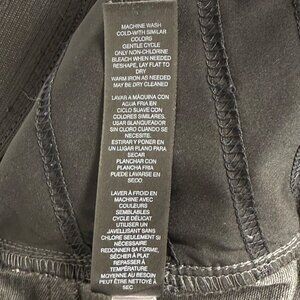 MACHINE WASH
COLD-WITH SIMILAR
COLORS
GENTLE CYCLE
ONLY NON-CHLORINE
BLEACH WHEN NEEDED
RESHAPE, LAY FLAT TO
DRY
WARM IRON AS NEEDED
MAY BE DRY CLEANED
LAVAR A MÁQUINA CON
AGUA FRIA EN
CICLO SUAVE CON
COLORES SIMILARES.
USAR BLANQUEADOR
SIN CLORO CUANDO SE
NECESARIO
ESTIRAR Y PONER EN
UN LUGAR PLANO PARA
SECAR
PLANCHAR CON
PLANCHA FRIA
PUEDE LAVARSE EN
SECO
LAVER À FROID EN
MACHINE AVEC
COULEURS
SEMBLABLES
CYCLE DÉLICAT.
UTILISER UN
JAVELLISANT SANS
CHLORE SEULEMENT SI
NÉCESSAIRE
REDONNER SA FORME,
SÉCHER À PLAT
REPASSER À
TEMPÉRATURE
MOYENNE AU BESOIN
PEUT ÊTRE NETTOYÉ À
SEC